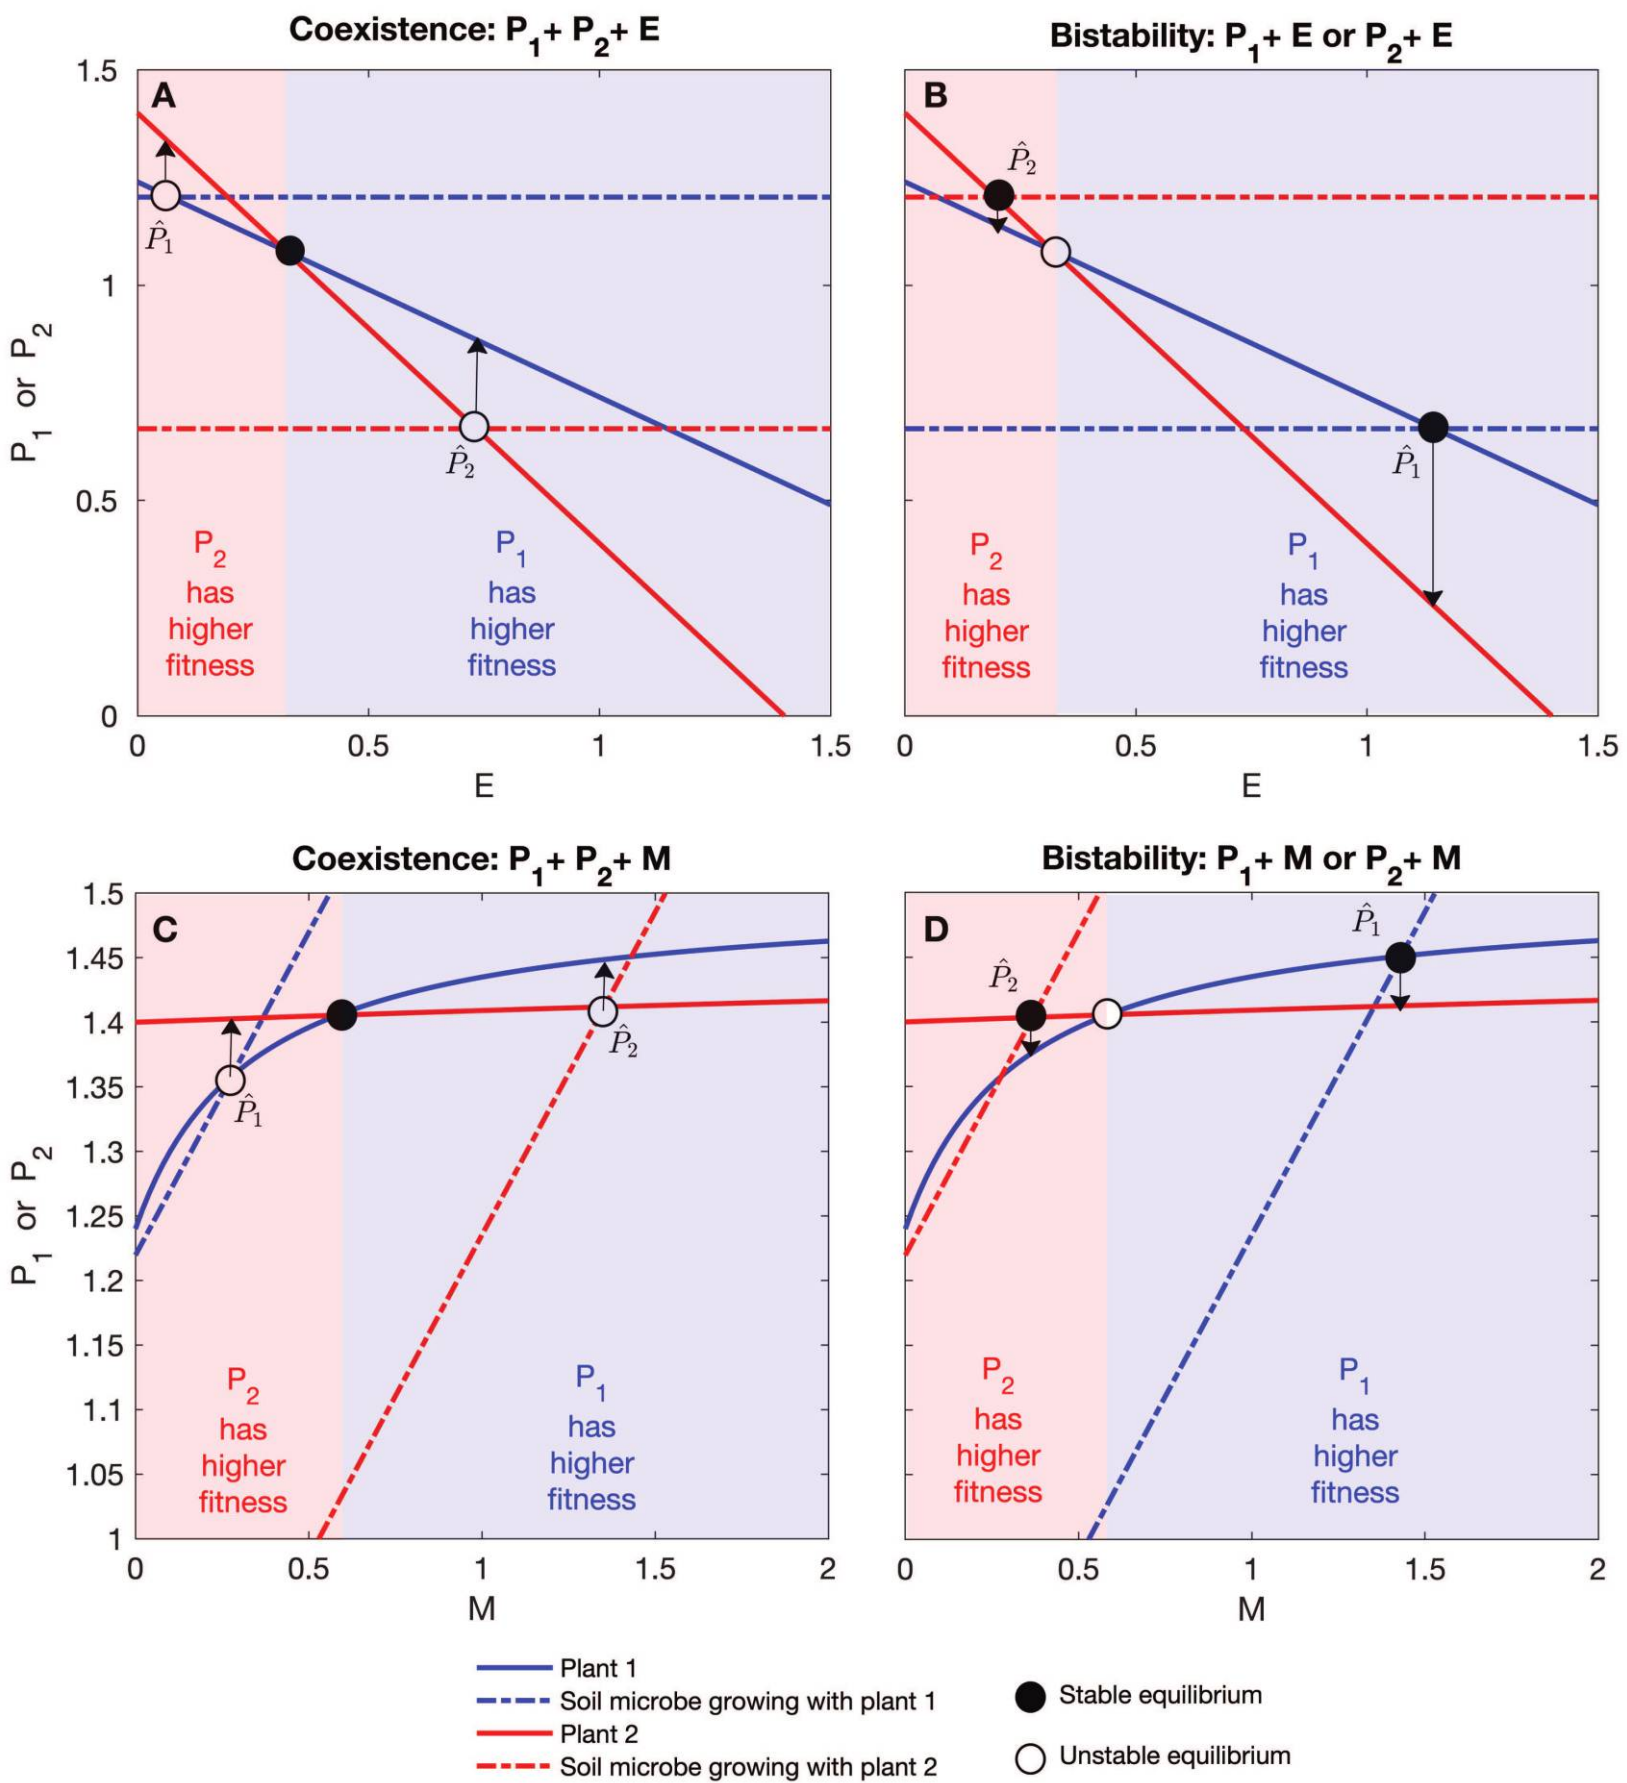 Coexistence: P1+ P2+ E
Bistability: P1+ E or P2+ E
A
1.5
1
0.5
0
P1 or P2
P̂1
P̂2
P2
has
higher
fitness
P1
has
higher
fitness
0 0.5 1 1.5
E
B
P̂2
P̂1
P2
has
higher
fitness
P1
has
higher
fitness
0 0.5 1 1.5
E
Coexistence: P1+ P2+ M
Bistability: P1+ M or P2+ M
C
1.5
1.45
1.4
1.35
1.3
1.25
1.2
1.15
1.1
1.05
1
P1 or P2
P̂1
P̂2
P2
has
higher
fitness
P1
has
higher
fitness
0 0.5 1 1.5 2
M
D
P̂2
P̂1
P2
has
higher
fitness
P1
has
higher
fitness
0 0.5 1 1.5 2
M
Plant 1
Soil microbe growing with plant 1
Plant 2
Soil microbe growing with plant 2
Stable equilibrium
Unstable equilibrium